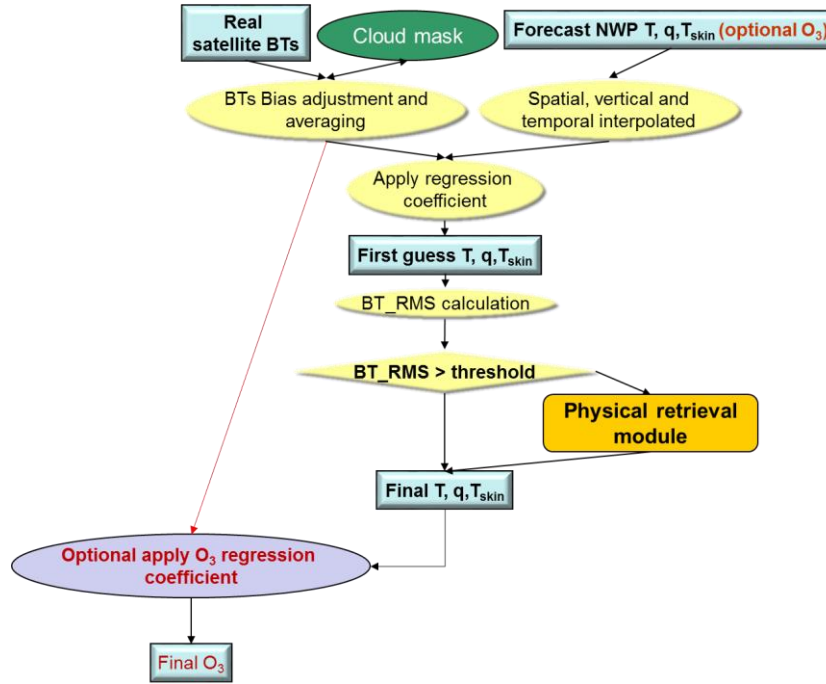 Real
satellite BTs
Cloud mask
Forecast NWP T, q,Tskin (optional O3)
BTs Bias adjustment and
averaging
Spatial, vertical and
temporal interpolated
Apply regression
coefficient
First guess T, q,Tskin
BT_RMS calculation
BT_RMS > threshold
Physical retrieval
module
Final T, q,Tskin
Optional apply O3 regression
coefficient
Final O3